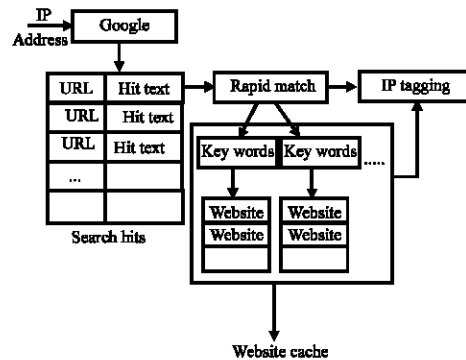 IP
Address
Google
URL Hit text
URL Hit text
URL Hit text
...
Search hits
Rapid match
IP tagging
Key words Key words .....
Website Website
Website Website
Website cache